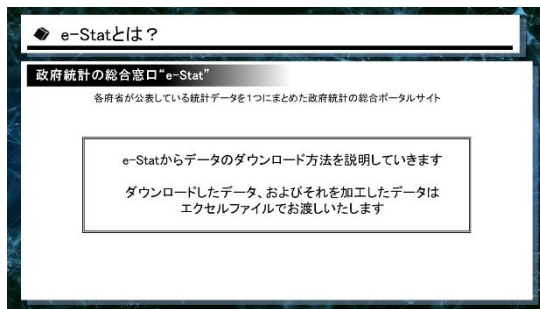 e-Statとは？
政府統計の総合窓口“e-Stat”
各府省が公表している統計データを1つにまとめた政府統計の総合ポータルサイト
e-Statからデータのダウンロード方法を説明していきます
ダウンロードしたデータ、およびそれを加工したデータは
エクセルファイルでお渡しいたします